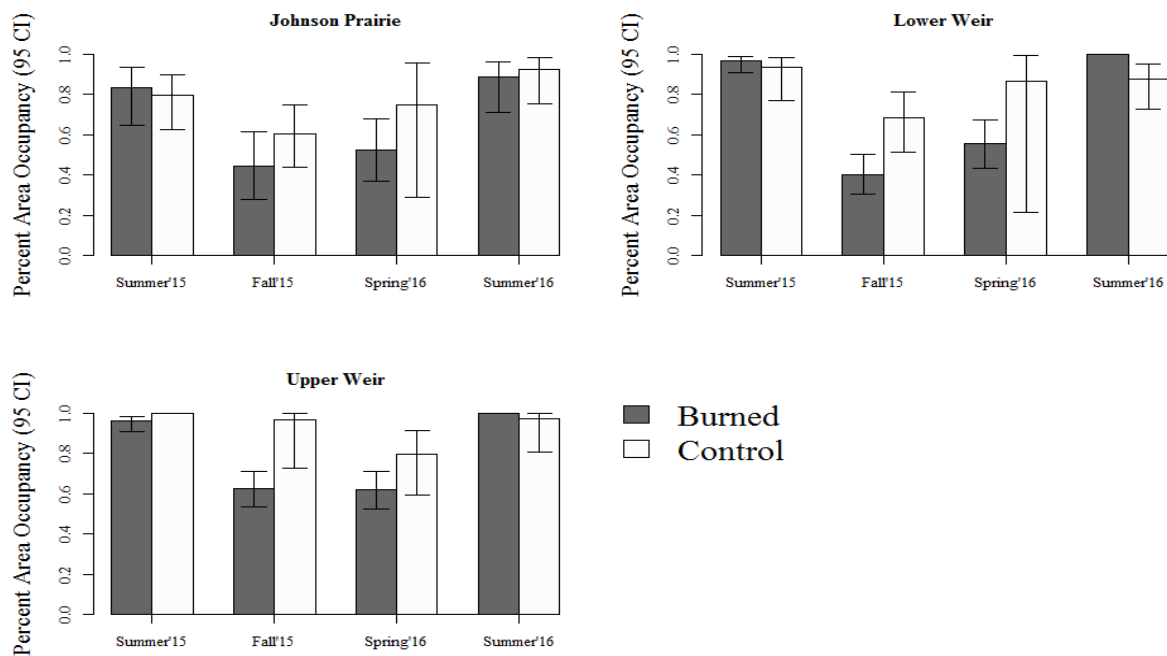 Johnson Prairie
Percent Area Occupancy (95 CI)
1.0
0.8
0.6
0.4
0.2
0.0
Summer'15 Fall'15 Spring'16 Summer'16
Lower Weir
Percent Area Occupancy (95 CI)
1.0
0.8
0.6
0.4
0.2
0.0
Summer'15 Fall'15 Spring'16 Summer'16
Upper Weir
Percent Area Occupancy (95 CI)
1.0
0.8
0.6
0.4
0.2
0.0
Summer'15 Fall'15 Spring'16 Summer'16
Burned
Control